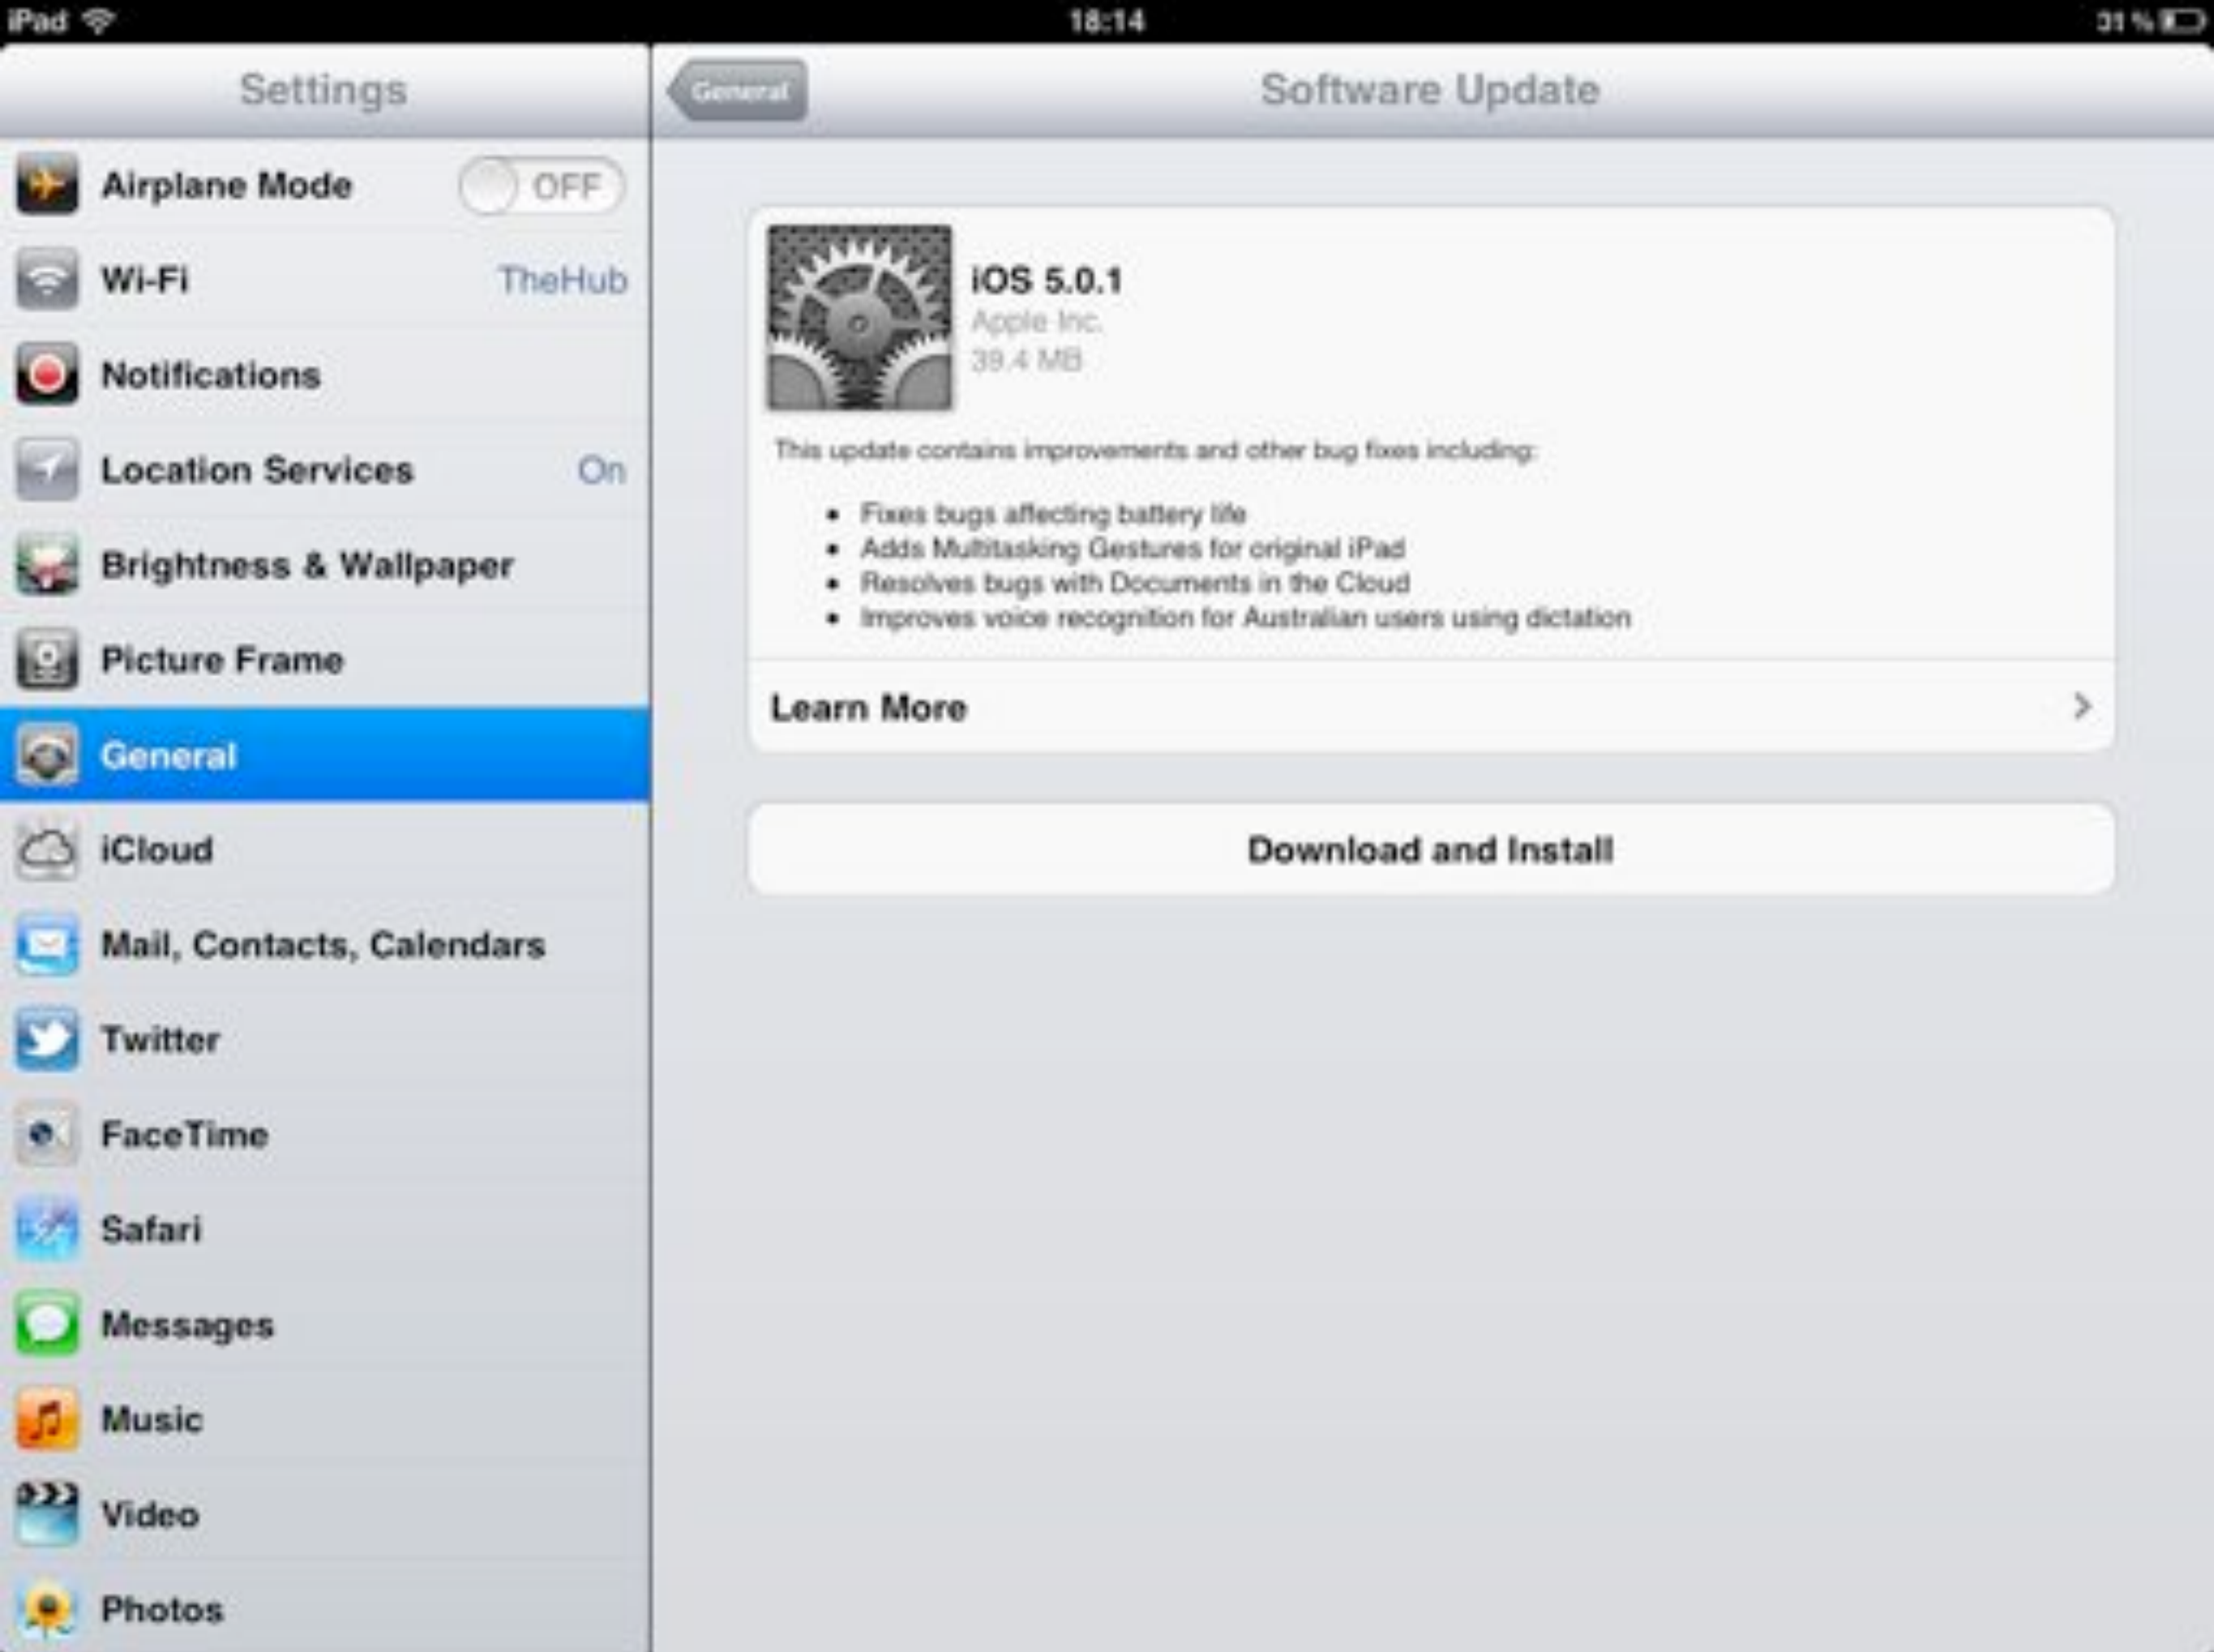 iPad 18:14 31 %
Settings
General
Software Update
Airplane Mode OFF
Wi-Fi TheHub
Notifications
Location Services On
Brightness & Wallpaper
Picture Frame
General
iCloud
Mail, Contacts, Calendars
Twitter
FaceTime
Safari
Messages
Music
Video
Photos
iOS 5.0.1
Apple Inc.
39.4 MB
This update contains improvements and other bug fixes including:
• Fixes bugs affecting battery life
• Adds Multitasking Gestures for original iPad
• Resolves bugs with Documents in the Cloud
• Improves voice recognition for Australian users using dictation
Learn More
Download and Install